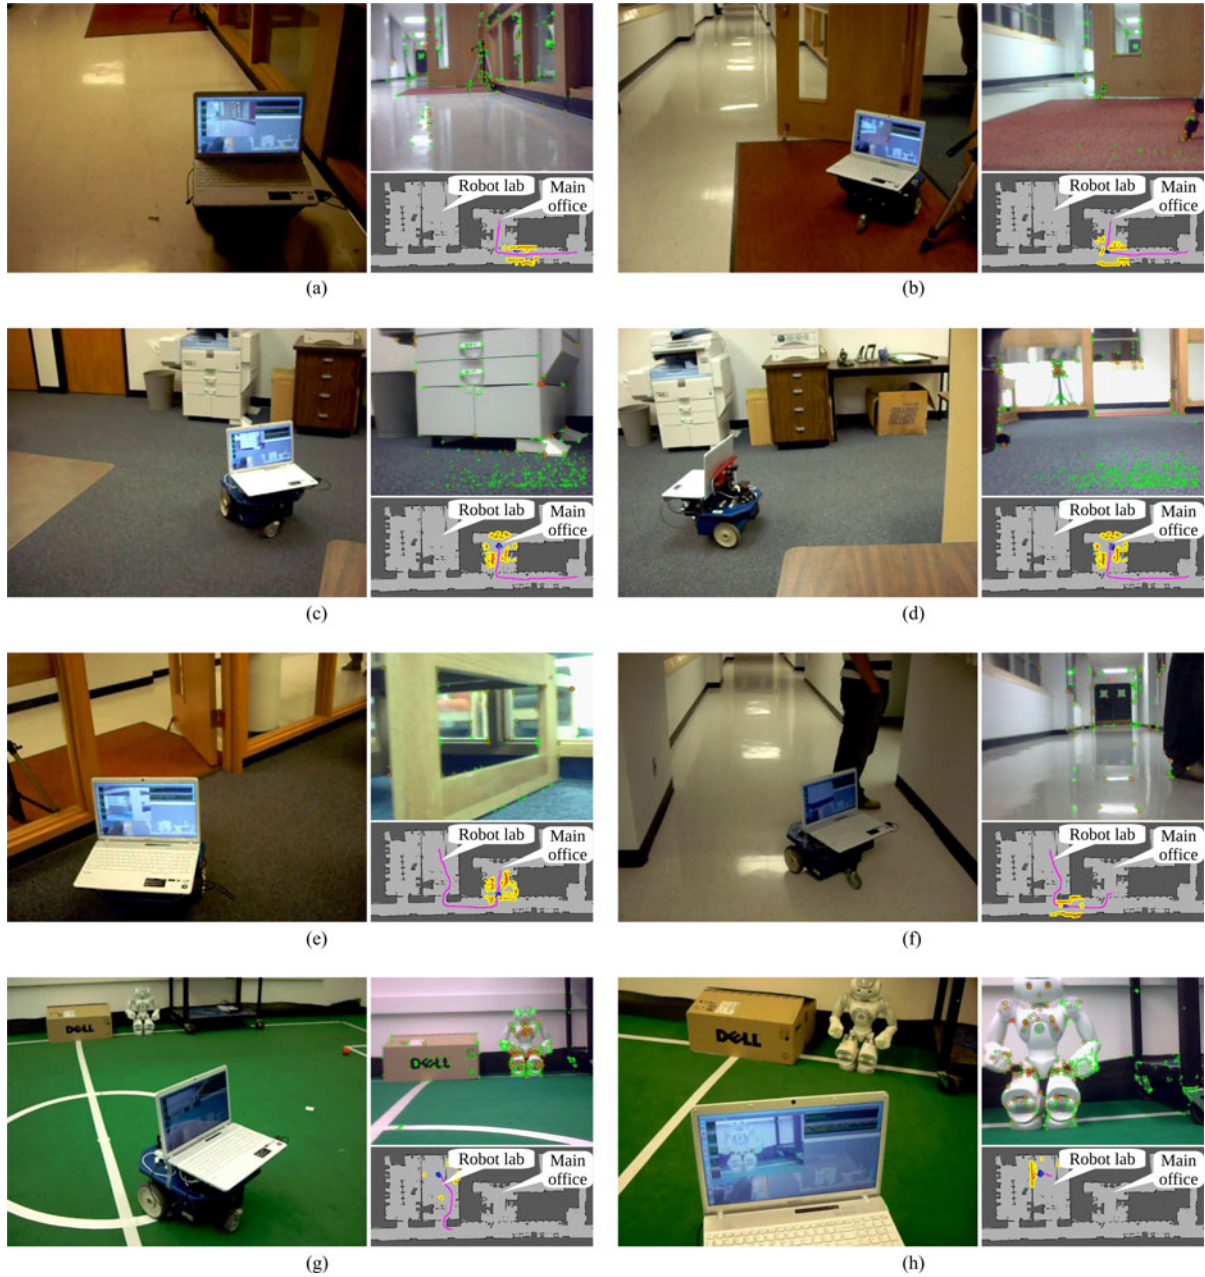 Robot lab
Main
office
Robot lab
Main
office
(a)
(b)
Robot lab
Main
office
Robot lab
Main
office
(c)
(d)
Robot lab
Main
office
Robot lab
Main
office
(e)
(f)
DELL
DELL
Robot lab
Main
office
DELL
Robot lab
Main
office
(g)
(h)